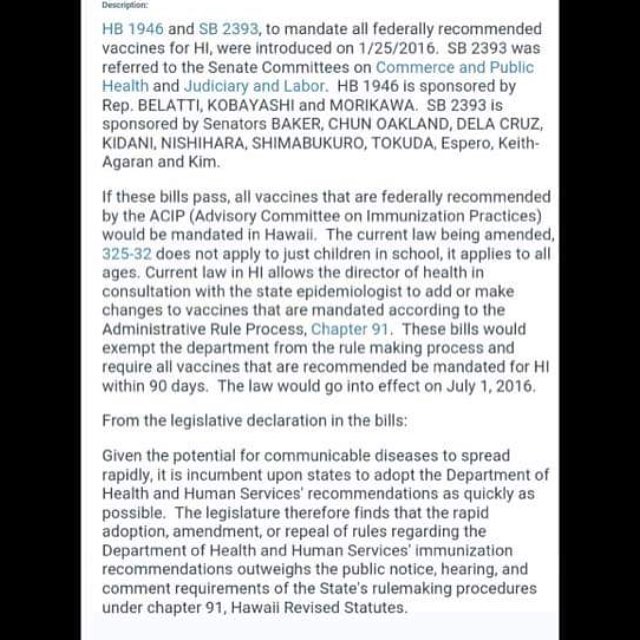 Description:
HB 1946 and SB 2393, to mandate all federally recommended
vaccines for HI, were introduced on 1/25/2016. SB 2393 was
referred to the Senate Committees on Commerce and Public
Health and Judiciary and Labor. HB 1946 is sponsored by
Rep. BELATTI, KOBAYASHI and MORIKAWA. SB 2393 is
sponsored by Senators BAKER, CHUN OAKLAND, DELA CRUZ,
KIDANI, NISHIHARA, SHIMABUKURO, TOKUDA, Espero, Keith-
Agaran and Kim.
If these bills pass, all vaccines that are federally recommended
by the ACIP (Advisory Committee on Immunization Practices)
would be mandated in Hawaii. The current law being amended,
325-32 does not apply to just children in school, it applies to all
ages. Current law in HI allows the director of health in
consultation with the state epidemiologist to add or make
changes to vaccines that are mandated according to the
Administrative Rule Process, Chapter 91. These bills would
exempt the department from the rule making process and
require all vaccines that are recommended be mandated for HI
within 90 days. The law would go into effect on July 1, 2016.
From the legislative declaration in the bills:
Given the potential for communicable diseases to spread
rapidly, it is incumbent upon states to adopt the Department of
Health and Human Services' recommendations as quickly as
possible. The legislature therefore finds that the rapid
adoption, amendment, or repeal of rules regarding the
Department of Health and Human Services' immunization
recommendations outweighs the public notice, hearing, and
comment requirements of the State's rulemaking procedures
under chapter 91, Hawaii Revised Statutes.